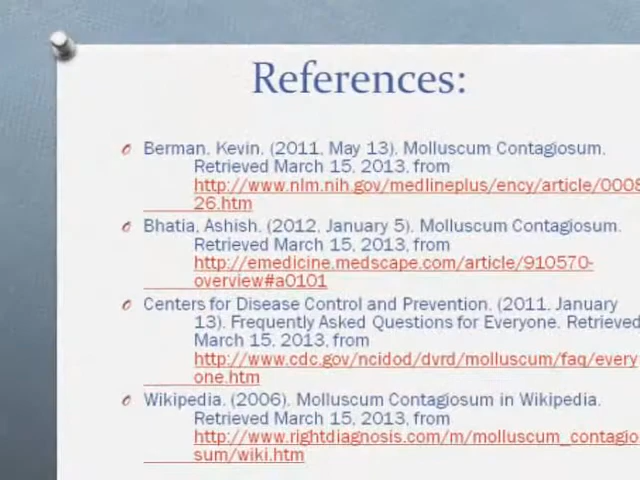 References:
Berman, Kevin. (2011, May 13). Molluscum Contagiosum.
Retrieved March 15, 2013, from
http://www.nlm.nih.gov/medlineplus/ency/article/0008
26.htm
Bhatia, Ashish. (2012, January 5). Molluscum Contagiosum.
Retrieved March 15, 2013, from
http://emedicine.medscape.com/article/910570-
overview#a0101
Centers for Disease Control and Prevention. (2011, January
13). Frequently Asked Questions for Everyone. Retrieved
March 15, 2013, from
http://www.cdc.gov/ncidod/dvrd/molluscum/faq/every
one.htm
Wikipedia. (2006). Molluscum Contagiosum in Wikipedia.
Retrieved March 15, 2013, from
http://www.rightdiagnosis.com/m/molluscum_contagio
sum/wiki.htm